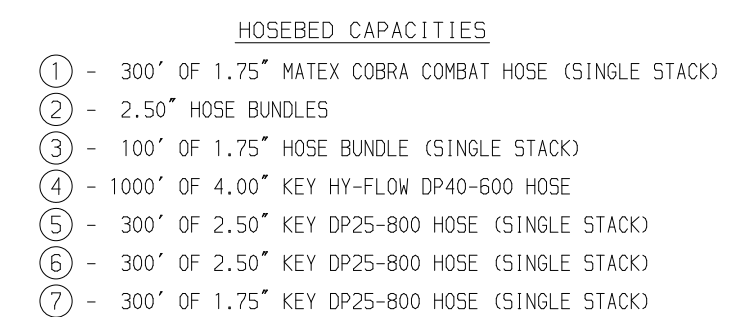 HOSEBED CAPACITIES
1 - 300' OF 1.75" MATEX COBRA COMBAT HOSE (SINGLE STACK)
2 - 2.50" HOSE BUNDLES
3 - 100' OF 1.75" HOSE BUNDLE (SINGLE STACK)
4 - 1000' OF 4.00" KEY HY-FLOW DP40-600 HOSE
5 - 300' OF 2.50" KEY DP25-800 HOSE (SINGLE STACK)
6 - 300' OF 2.50" KEY DP25-800 HOSE (SINGLE STACK)
7 - 300' OF 1.75" KEY DP25-800 HOSE (SINGLE STACK)